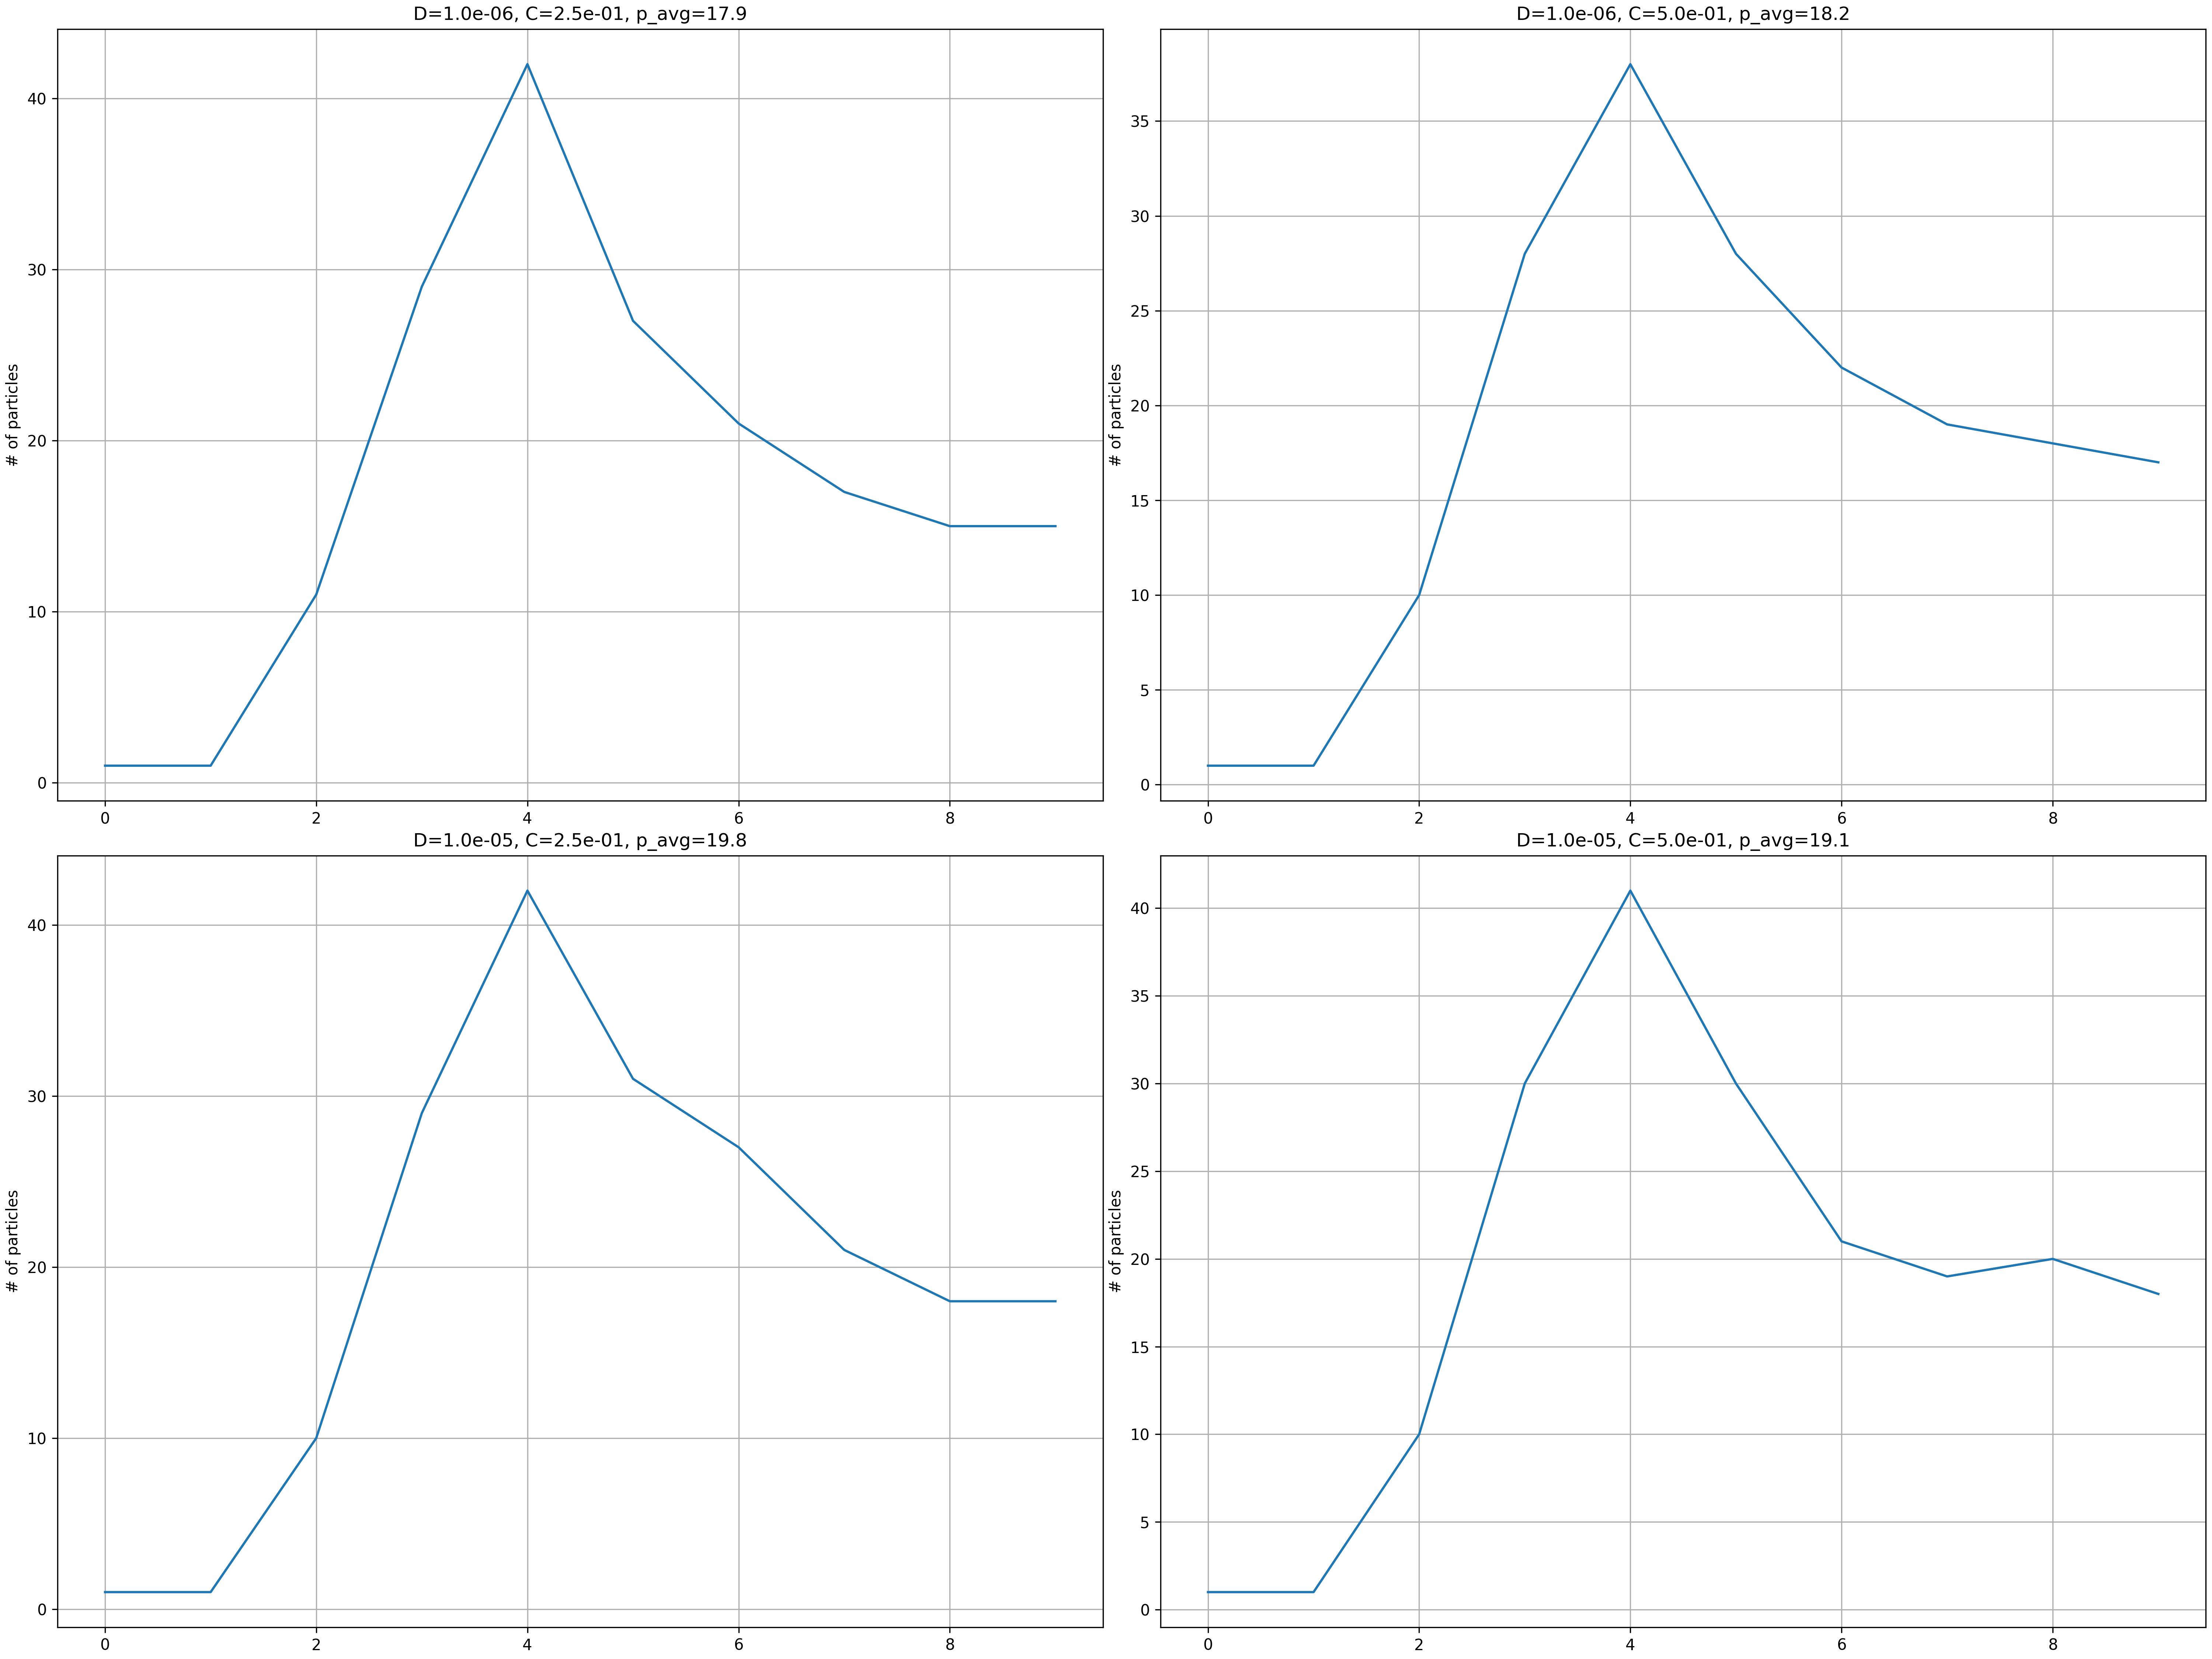 D=1.0e-06, C=2.5e-01, p_avg=17.9
# of particles
40
30
20
10
0
0 2 4 6 8
D=1.0e-06, C=5.0e-01, p_avg=18.2
# of particles
35
30
25
20
15
10
5
0
0 2 4 6 8
D=1.0e-05, C=2.5e-01, p_avg=19.8
# of particles
40
30
20
10
0
0 2 4 6 8
D=1.0e-05, C=5.0e-01, p_avg=19.1
# of particles
40
35
30
25
20
15
10
5
0
0 2 4 6 8